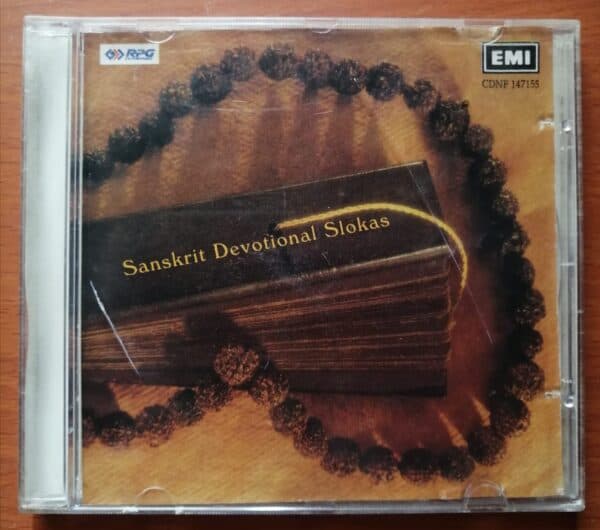 RPG
EMI
CDNF 147155
Sanskrit Devotional Slokas